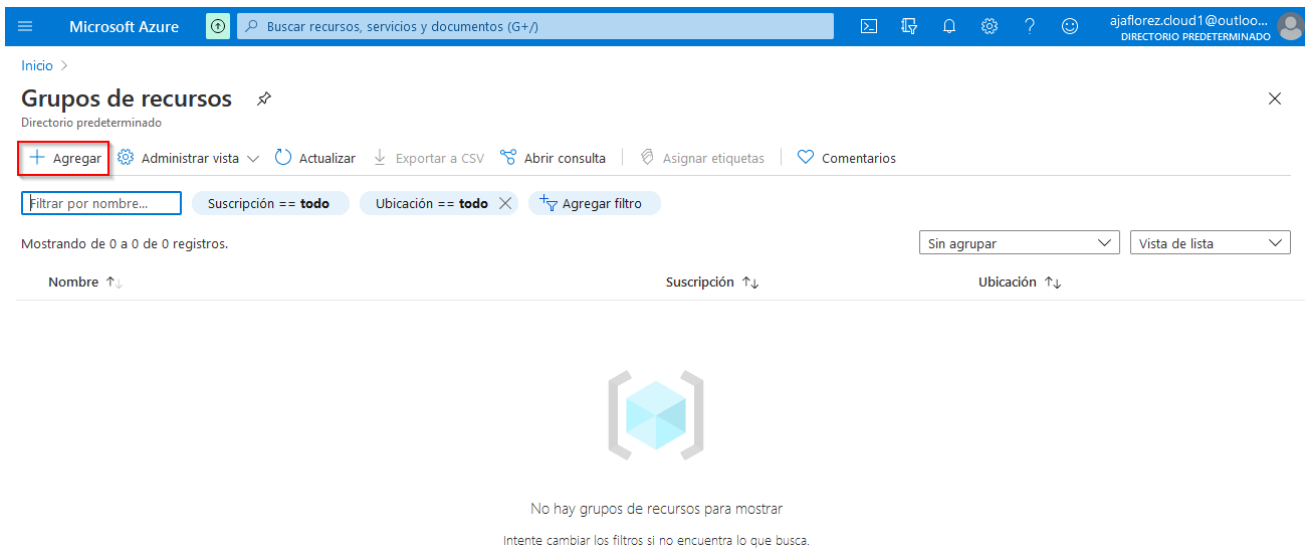 Microsoft Azure Buscar recursos, servicios y documentos (G+/) ajaflorez.cloud1@outloo...
DIRECTORIO PREDETERMINADO
Inicio >
Grupos de recursos
Directorio predeterminado
Agregar Administrar vista Actualizar Exportar a CSV Abrir consulta Asignar etiquetas Comentarios
Filtrar por nombre... Suscripción == todo Ubicación == todo Agregar filtro
Mostrando de 0 a 0 de 0 registros. Sin agrupar Vista de lista
Nombre ↑↓ Suscripción ↑↓ Ubicación ↑↓
No hay grupos de recursos para mostrar
Intente cambiar los filtros si no encuentra lo que busca.